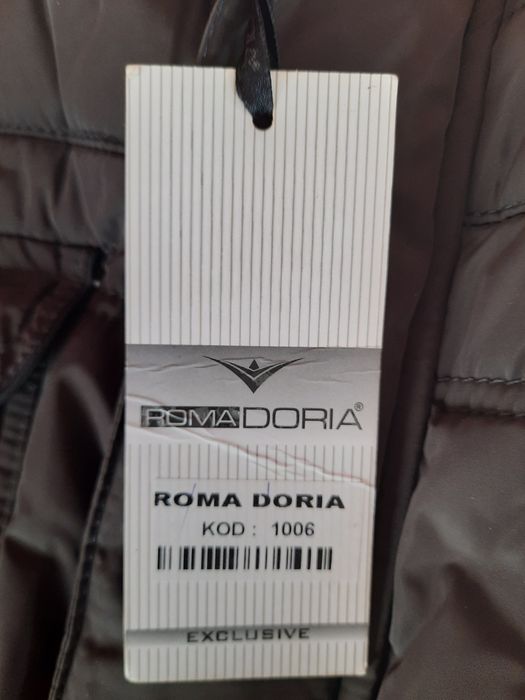 ROMADORIA®
ROMA DORIA
KOD : 1006
EXCLUSIVE